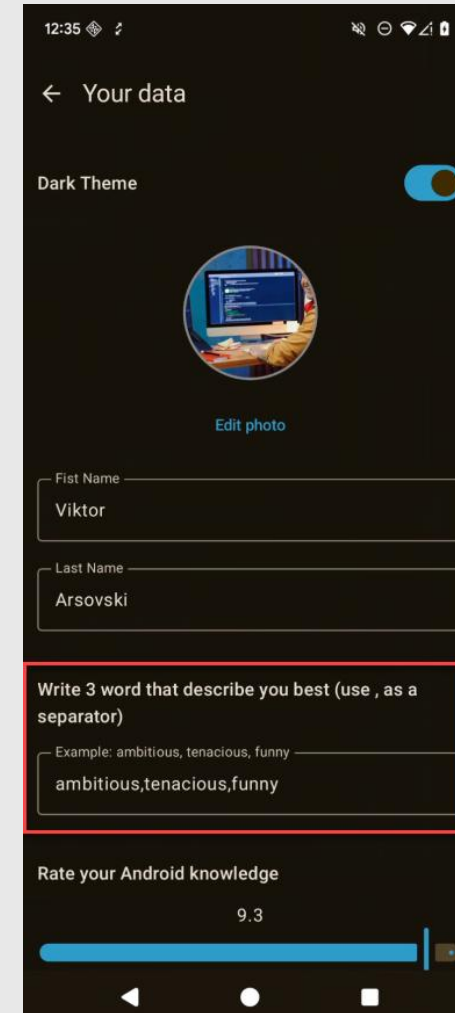 12:35
Your data
Dark Theme
Edit photo
Fist Name
Viktor
Last Name
Arsovski
Write 3 word that describe you best (use , as a
separator)
Example: ambitious, tenacious, funny
ambitious,tenacious,funny
Rate your Android knowledge
9.3